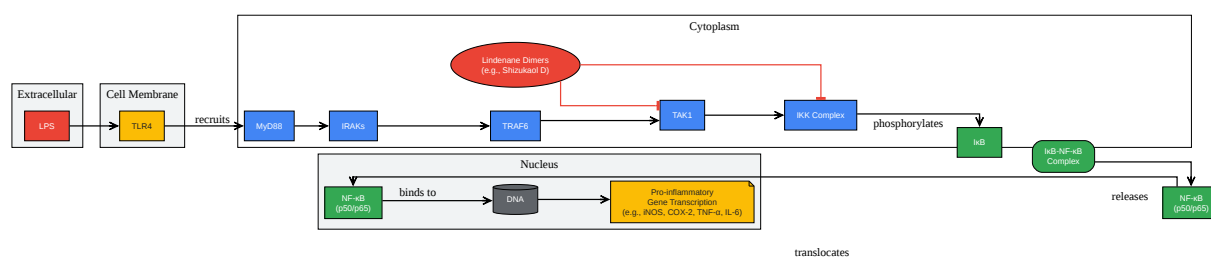 Cytoplasm
Lindenane Dimers
(e.g., Shizukaol D)
Extracellular
Cell Membrane
LPS
TLR4
recruits
MyD88
IRAKs
TRAF6
TAK1
IKK Complex
phosphorylates
IκB
IκB-NF-κB
Complex
Nucleus
NF-κB
(p50/p65)
binds to
DNA
Pro-inflammatory
Gene Transcription
(e.g., iNOS, COX-2, TNF-α, IL-6)
releases
NF-κB
(p50/p65)
translocates